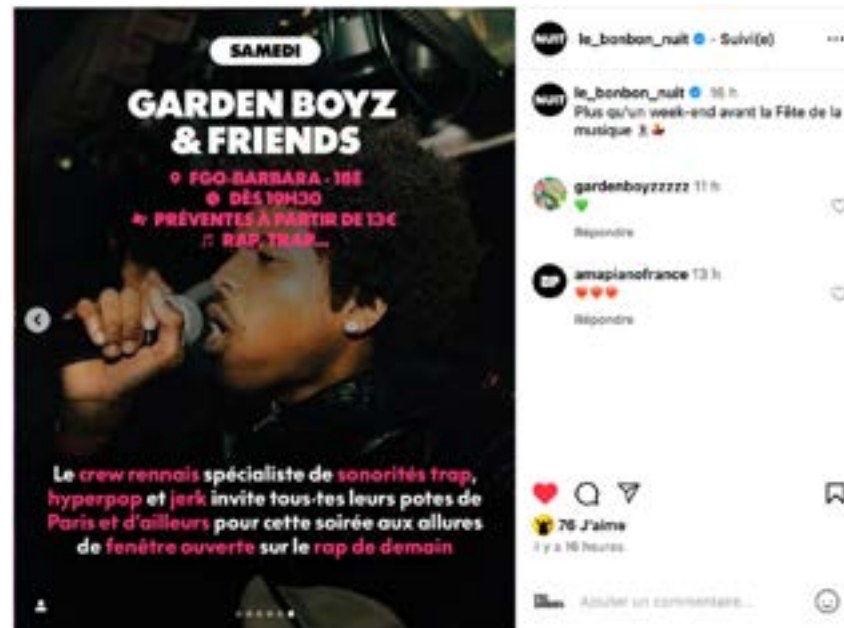 SAMEDI
GARDEN BOYZ
& FRIENDS
FGO-BARBARA - 18E
DÈS 19H30
PRÉVENTES À PARTIR DE 13€
RAP, TRAP...
Le crew rennais spécialiste de sonorités trap,
hyperpop et jerk invite tous·tes leurs potes de
Paris et d'ailleurs pour cette soirée aux allures
de fenêtre ouverte sur le rap de demain
NUIT
le_bonbon_nuit - Suivi(e)
NUIT
le_bonbon_nuit 16 h
Plus qu'un week-end avant la Fête de la
musique
gardenboyzzzzz 11 h
Répondre
amapianofrance 13 h
Répondre
76 J'aime
il y a 16 heures
Ajouter un commentaire...